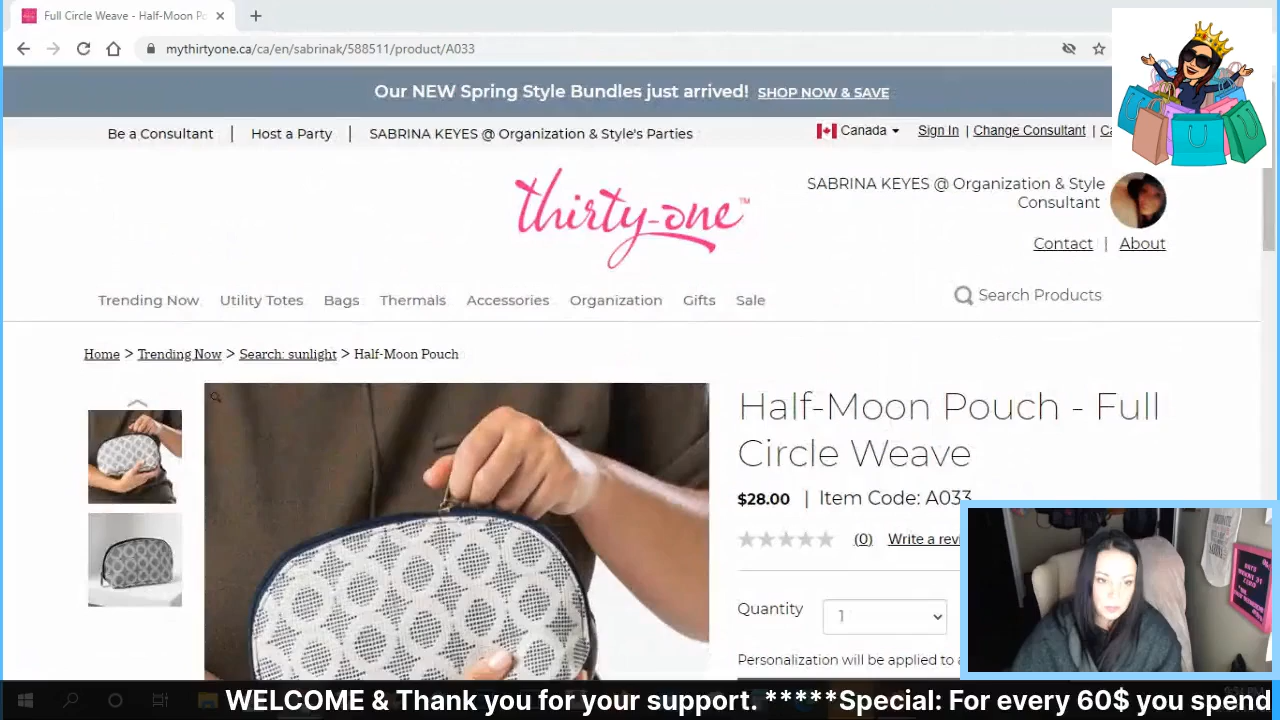 Full Circle Weave - Half-Moon Po
mythirtyone.ca/ca/en/sabrinak/588511/product/A033
Our NEW Spring Style Bundles just arrived! SHOP NOW & SAVE
Be a Consultant | Host a Party | SABRINA KEYES @ Organization & Style's Parties
Canada Sign In | Change Consultant | Ca
SABRINA KEYES @ Organization & Style
Consultant
thirty-one™
Contact | About
Trending Now Utility Totes Bags Thermals Accessories Organization Gifts Sale
Search Products
Home > Trending Now > Search: sunlight > Half-Moon Pouch
Half-Moon Pouch - Full
Circle Weave
$28.00 | Item Code: A033
(0) Write a revi
Quantity 1
Personalization will be applied to a
WELCOME & Thank you for your support. *****Special: For every 60$ you spend